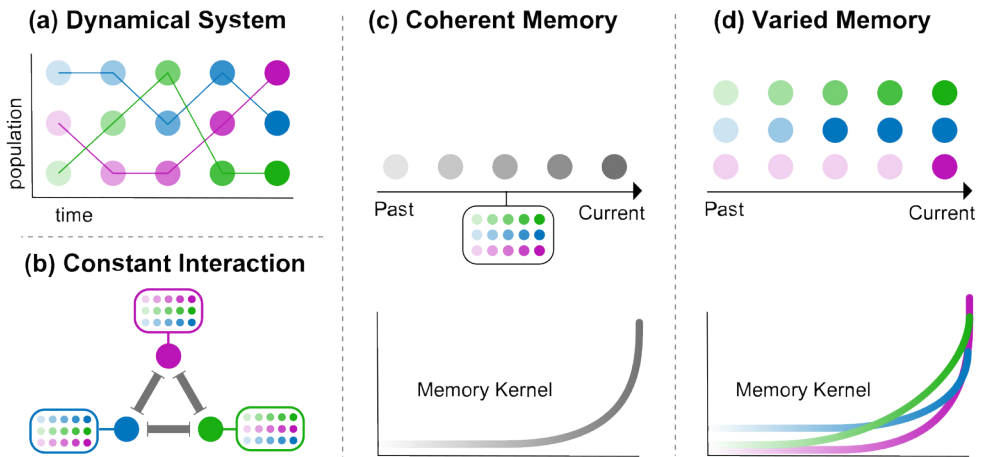 (a) Dynamical System
population
time
(b) Constant Interaction
(c) Coherent Memory
Past
Current
Memory Kernel
(d) Varied Memory
Past
Current
Memory Kernel